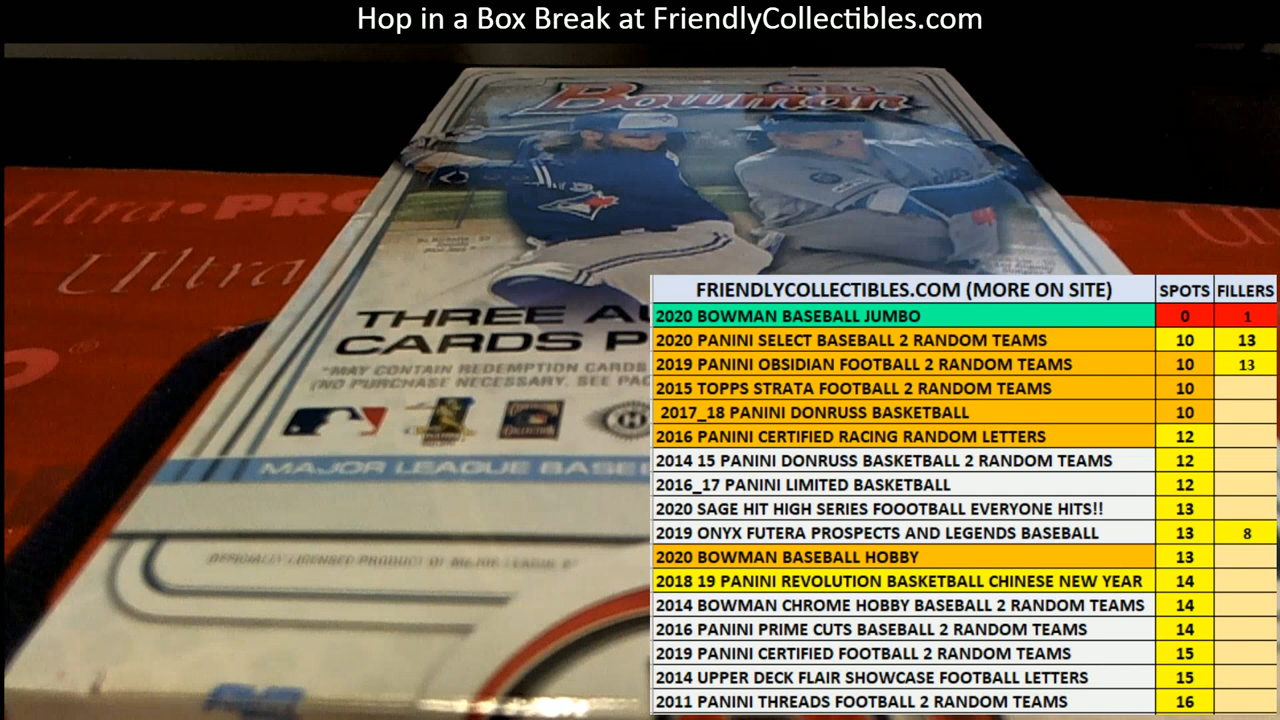 Hop in a Box Break at FriendlyCollectibles.com
2020
Bowman
Ultra PRO
Ultra
THREE AU
CARDS P
*MAY CONTAIN REDEMPTION CARDS
(NO PURCHASE NECESSARY. SEE PAC
MAJOR LEAGUE BASE
OFFICIALLY LICENSED PRODUCT OF MAJOR LEAGUE B
FRIENDLYCOLLECTIBLES.COM (MORE ON SITE) SPOTS FILLERS
2020 BOWMAN BASEBALL JUMBO 0 1
2020 PANINI SELECT BASEBALL 2 RANDOM TEAMS 10 13
2019 PANINI OBSIDIAN FOOTBALL 2 RANDOM TEAMS 10 13
2015 TOPPS STRATA FOOTBALL 2 RANDOM TEAMS 10
2017_18 PANINI DONRUSS BASKETBALL 10
2016 PANINI CERTIFIED RACING RANDOM LETTERS 12
2014 15 PANINI DONRUSS BASKETBALL 2 RANDOM TEAMS 12
2016_17 PANINI LIMITED BASKETBALL 12
2020 SAGE HIT HIGH SERIES FOOOTBALL EVERYONE HITS!! 13
2019 ONYX FUTERA PROSPECTS AND LEGENDS BASEBALL 13 8
2020 BOWMAN BASEBALL HOBBY 13
2018 19 PANINI REVOLUTION BASKETBALL CHINESE NEW YEAR 14
2014 BOWMAN CHROME HOBBY BASEBALL 2 RANDOM TEAMS 14
2016 PANINI PRIME CUTS BASEBALL 2 RANDOM TEAMS 14
2019 PANINI CERTIFIED FOOTBALL 2 RANDOM TEAMS 15
2014 UPPER DECK FLAIR SHOWCASE FOOTBALL LETTERS 15
2011 PANINI THREADS FOOTBALL 2 RANDOM TEAMS 16